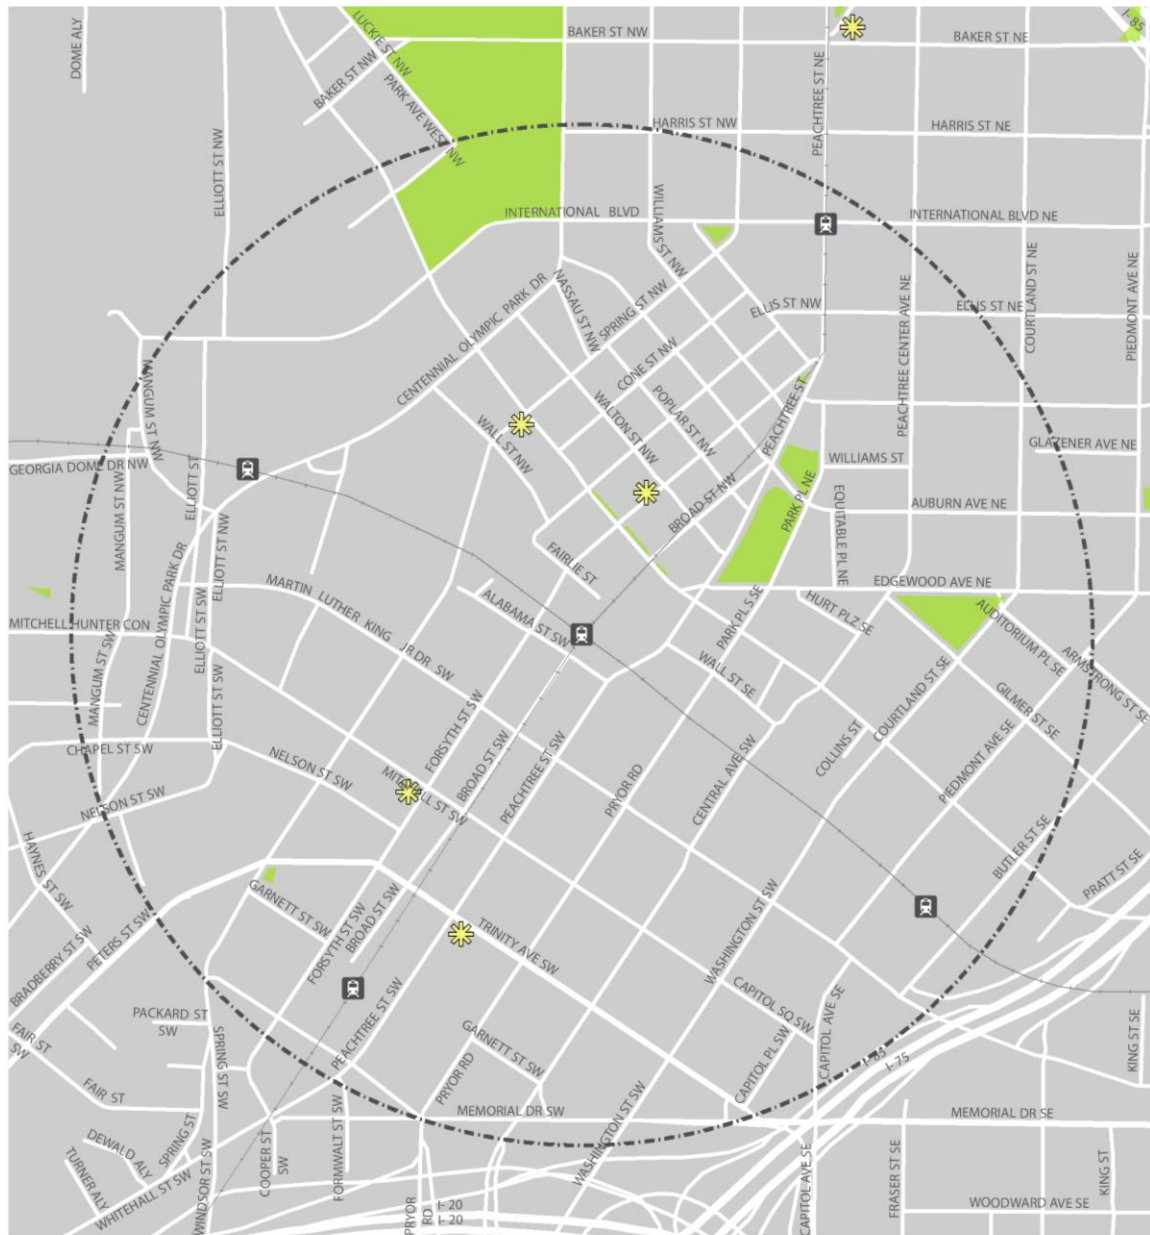 DOME ALY
LUCKIE ST NW
BAKER ST NW
BAKER ST NE
I-85
BAKER ST NW
PARK AVE WEST NW
PEACHTREE ST NE
HARRIS ST NW
HARRIS ST NE
ELLIOTT ST NW
WILLIAMS ST NW
INTERNATIONAL BLVD
INTERNATIONAL BLVD NE
COURTLAND ST NE
PIEDMONT AVE NE
NASSAU ST NW
SPRING ST NW
ELLIS ST NW
ELLIS ST NE
PEACHTREE CENTER AVE NE
CENTENNIAL OLYMPIC PARK DR
CONE ST NW
MANGUM ST NW
WALTON ST NW
POPLAR ST NW
PEACHTREE ST
WALL ST NW
GLAZENER AVE NE
GEORGIA DOME DR NW
WILLIAMS ST
ELLIOTT ST
MANGUM ST NW
BROAD ST NW
PARK PL NE
EQUITABLE PL NE
AUBURN AVE NE
ELLIOTT ST NW
FAIRLIE ST
EDGEWOOD AVE NE
MARTIN LUTHER KING JR DR SW
ALABAMA ST SW
HURT PLZ SE
AUDITORIUM PL SE
MITCHELL HUNTER CON
CENTENNIAL OLYMPIC PARK DR
ELLIOTT ST SW
PARK PL S SE
ARMSTRONG ST SE
MANGUM ST SW
ELLIOTT ST SW
WALL ST SE
COURTLAND ST SE
GILMER ST SE
CHAPEL ST SW
NELSON ST SW
FORSYTH ST SW
BROAD ST SW
PEACHTREE ST SW
PRYOR RD
CENTRAL AVE SW
COLLINS ST
PIEDMONT AVE SE
NELSON ST SW
MITCHELL ST SW
HAYNES ST SW
BUTLER ST SE
PRATT ST SE
GARNETT ST SW
BRADBERRY ST SW
PETERS ST SW
FORSYTH ST SW
BROAD ST SW
TRINITY AVE SW
WASHINGTON ST SW
PACKARD ST
SW
FAIR ST
SW
SPRING ST SW
PEACHTREE ST SW
GARNETT ST SW
CAPITOL SQ SW
CAPITOL AVE SE
KING ST SE
FAIR ST
PRYOR RD
CAPITOL PL SW
I-75
MEMORIAL DR SW
MEMORIAL DR SE
DEWALD ALY
SPRING ST
TURNER ALY
COOPER ST
SW
FORMWALT ST SW
WASHINGTON ST SW
FRASER ST SE
KING ST
WHITEHALL ST SW
WINDSOR ST SW
PRYOR
RD
I-20
I-20
CAPITOL AVE SE
WOODWARD AVE SE